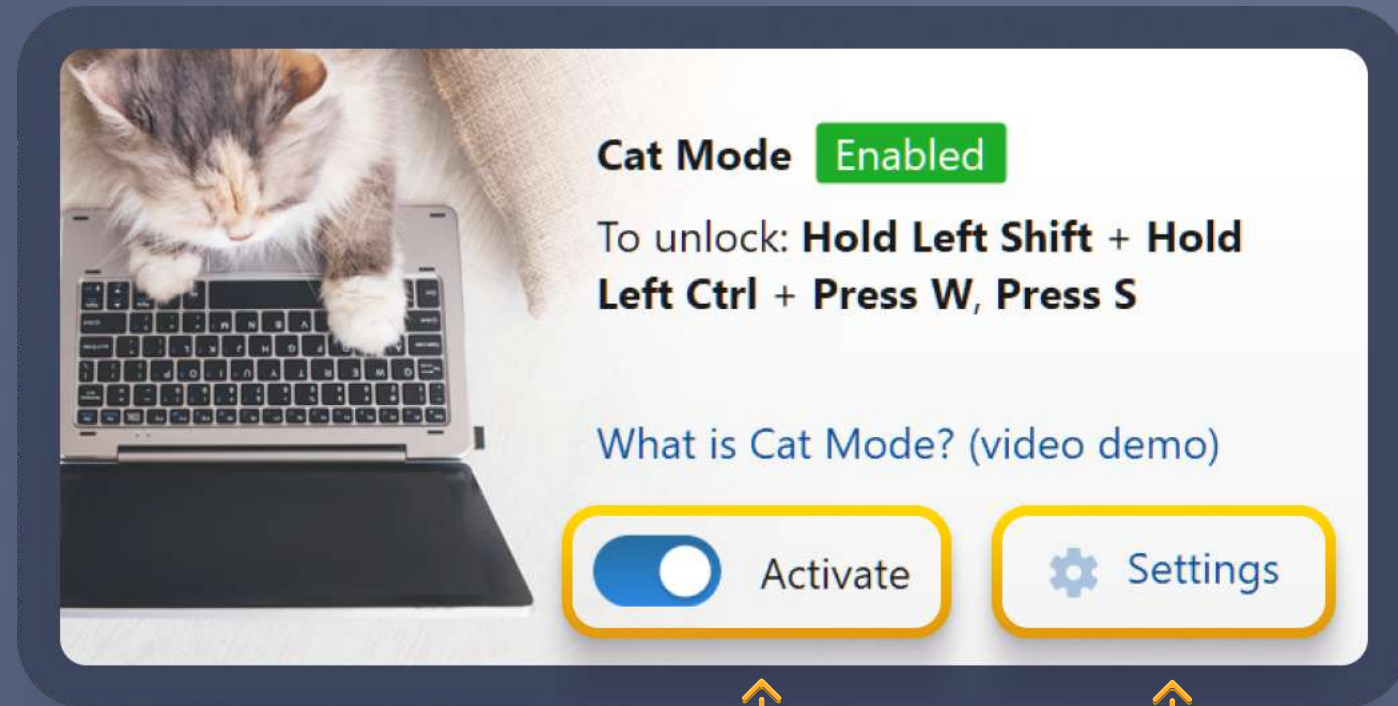 Cat Mode Enabled
To unlock: Hold Left Shift + Hold
Left Ctrl + Press W, Press S
What is Cat Mode? (video demo)
Activate
Settings